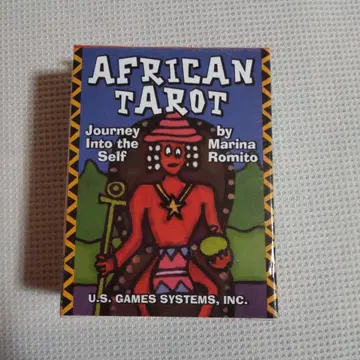 AFRICAN
TAROT
Journey
Into the
Self
by
Marina
Romito
U.S. GAMES SYSTEMS, INC.